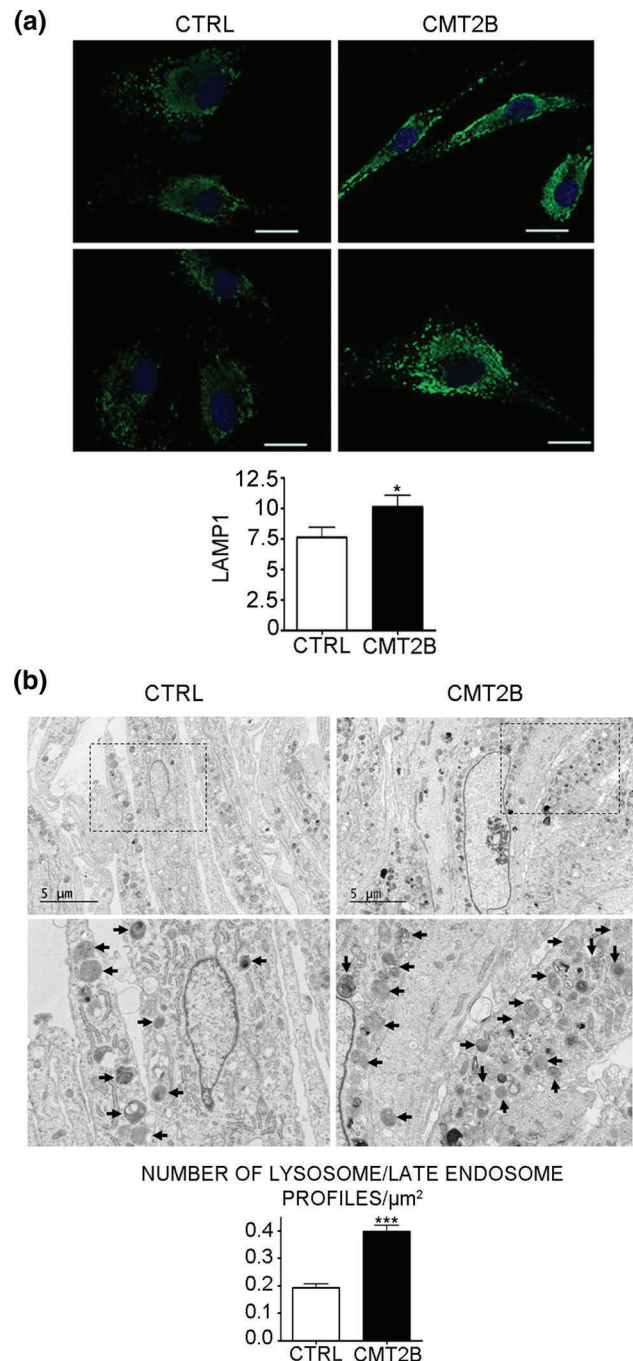 (a)
CTRL CMT2B
12.5
10
7.5
5
2.5
0
LAMP1
*
CTRL CMT2B
(b)
CTRL CMT2B
5 µm 5 µm
NUMBER OF LYSOSOME/LATE ENDOSOME
PROFILES/µm²
0.4
0.3
0.2
0.1
0.0
***
CTRL CMT2B